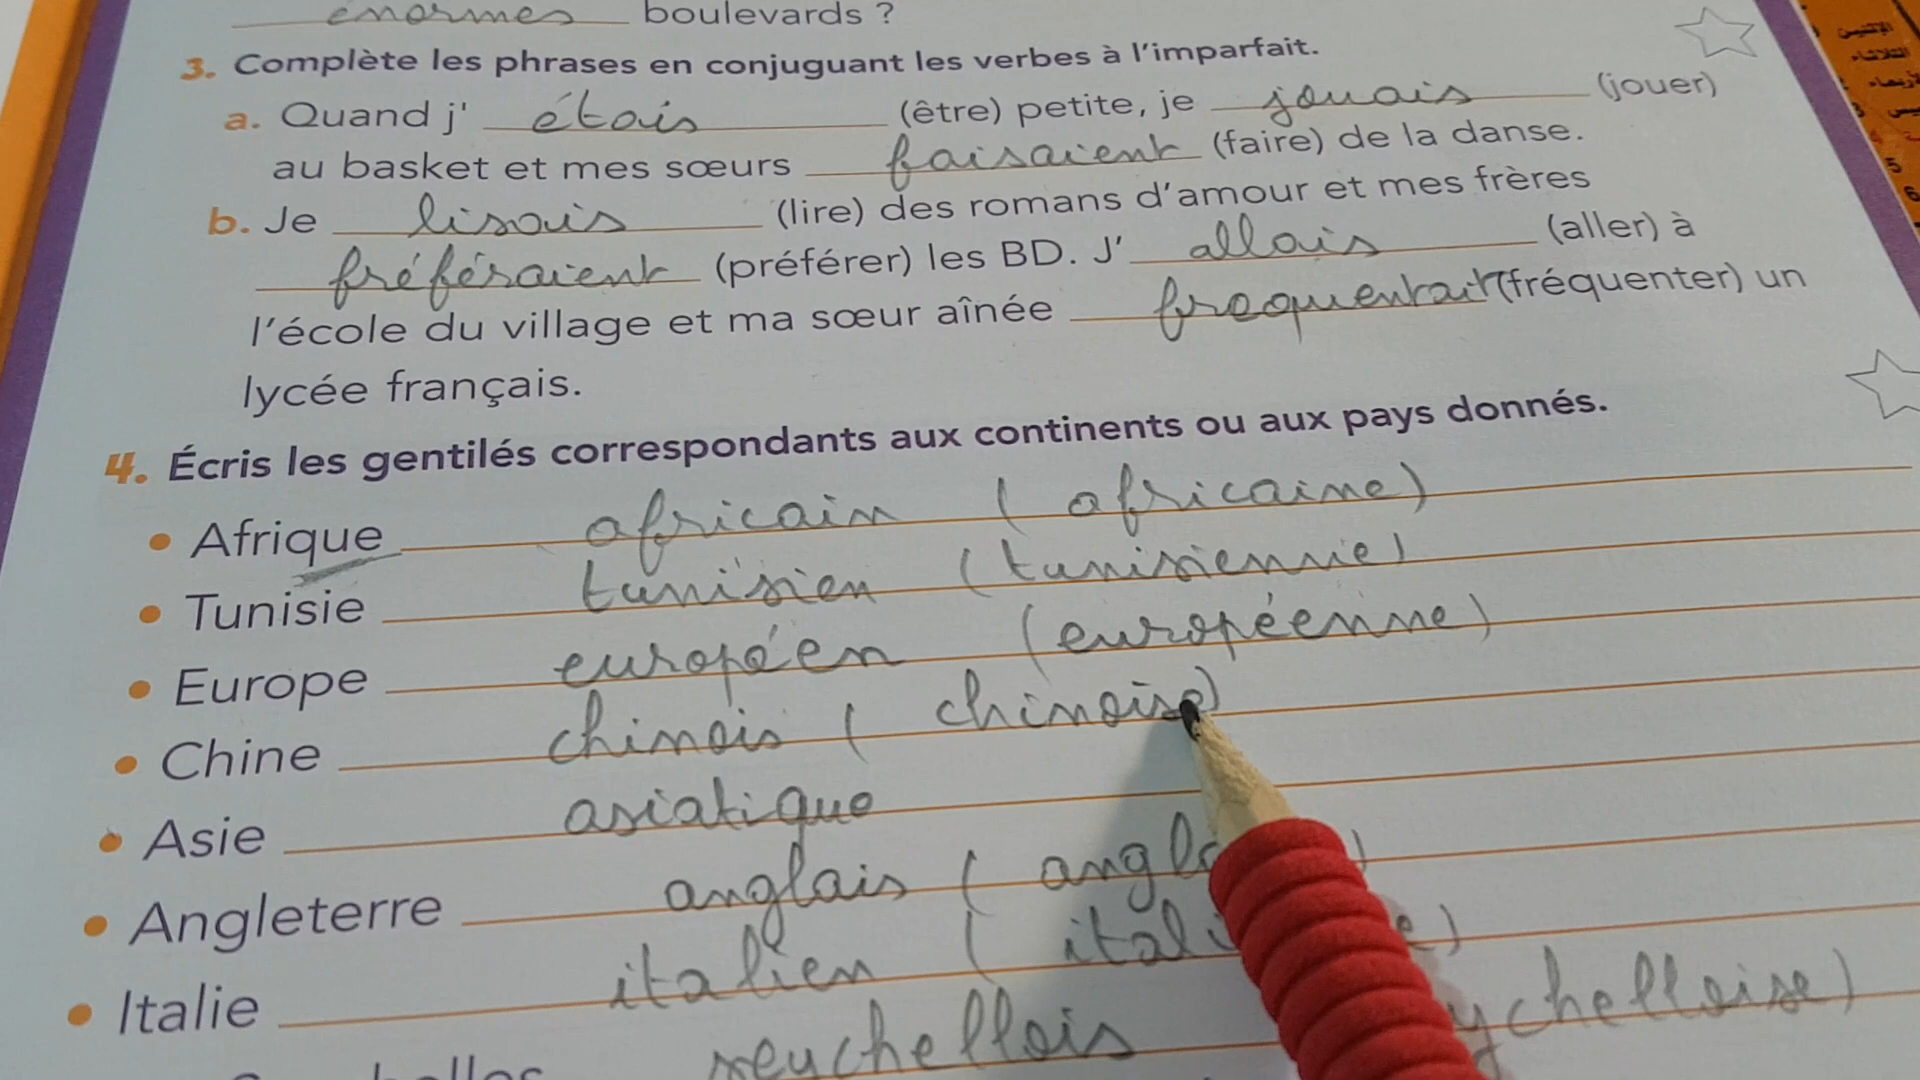 énormes boulevards ?
3. Complète les phrases en conjuguant les verbes à l'imparfait.
a. Quand j' étais (être) petite, je jouais (jouer)
au basket et mes sœurs faisaient (faire) de la danse.
b. Je lisais (lire) des romans d'amour et mes frères
préféraient (préférer) les BD. J' allais (aller) à
l'école du village et ma sœur aînée frequentait (fréquenter) un
lycée français.
4. Écris les gentilés correspondants aux continents ou aux pays donnés.
• Afrique africain ( africaine)
• Tunisie tunisien ( tunisienne)
• Europe européen ( européenne)
• Chine chinois ( chinoise)
• Asie asiatique
• Angleterre anglais (
• Italie italien (
seychellois